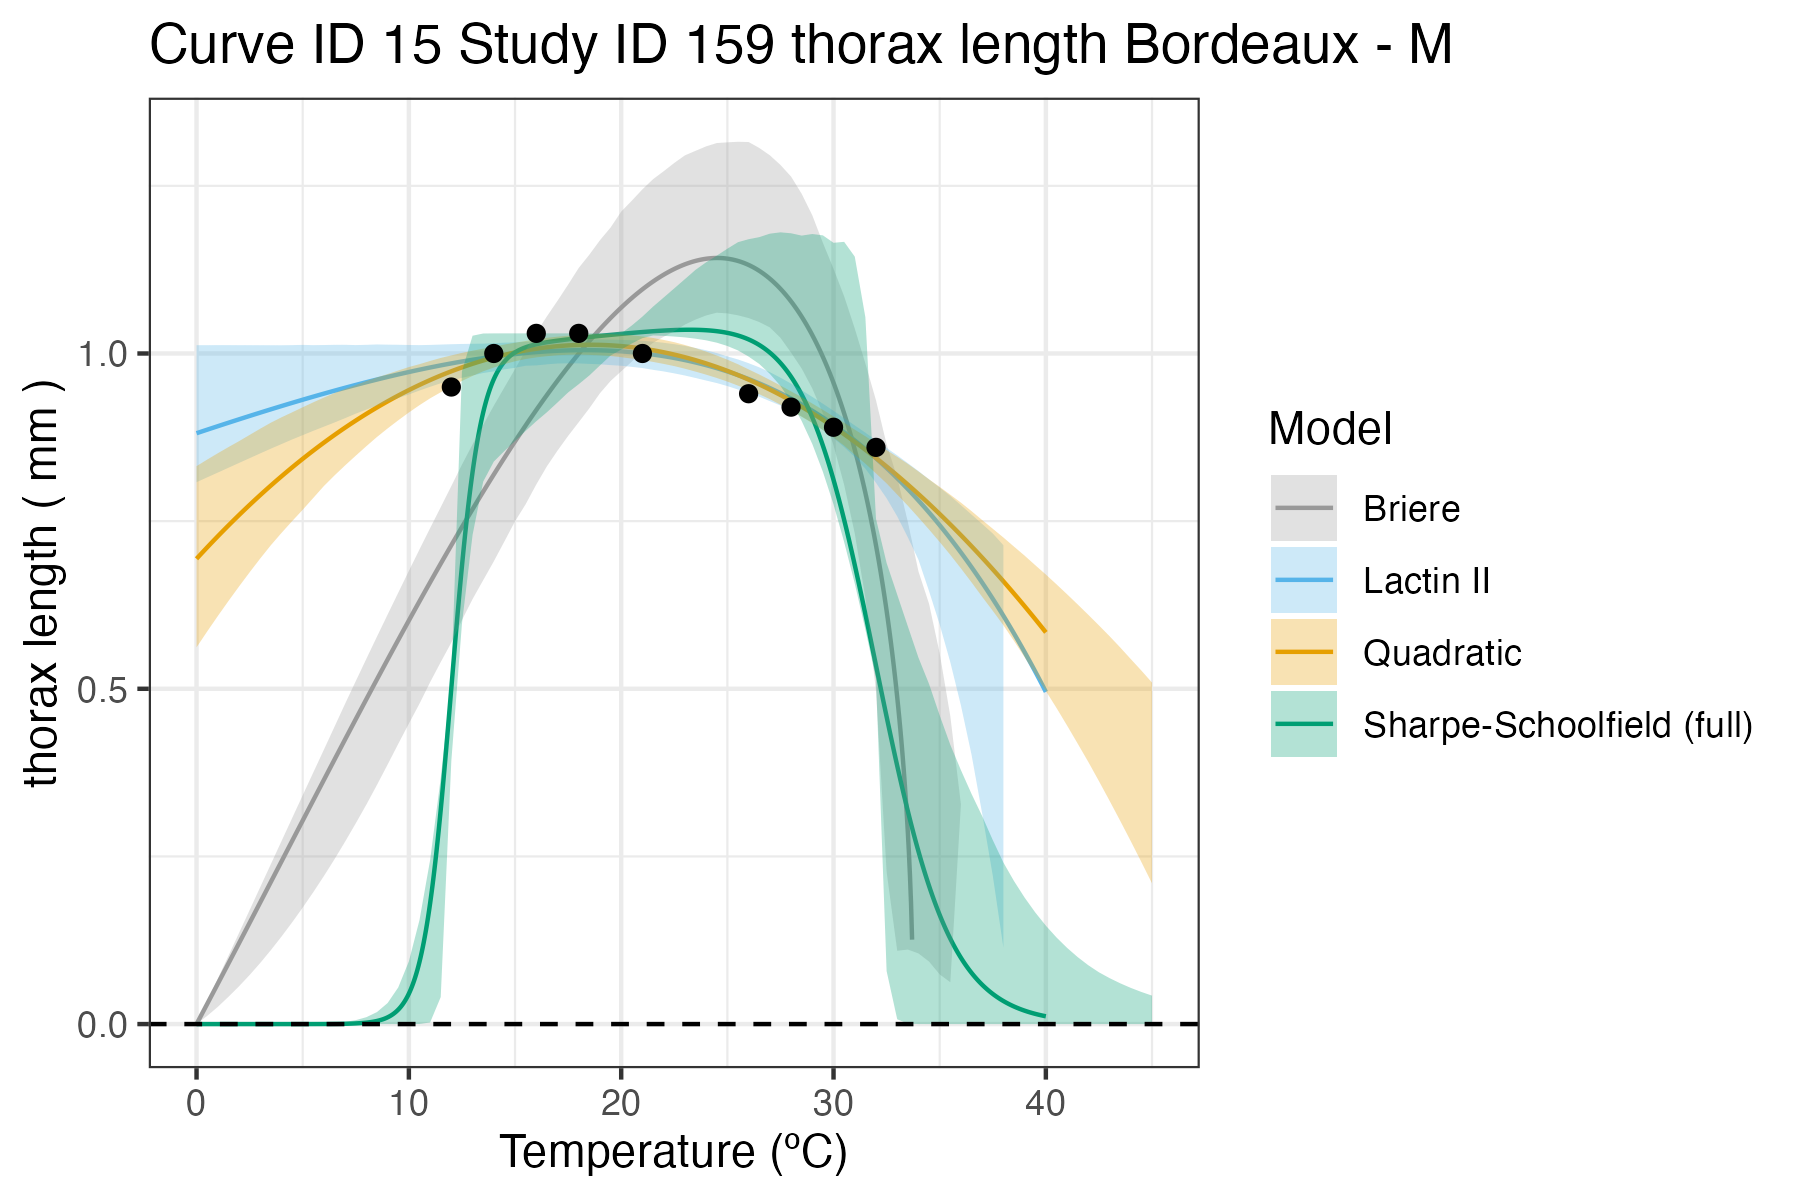 Curve ID 15 Study ID 159 thorax length Bordeaux - M
thorax length ( mm )
1.0
0.5
0.0
0
10
20
30
40
Temperature (ºC)
Model
Briere
Lactin II
Quadratic
Sharpe-Schoolfield (full)